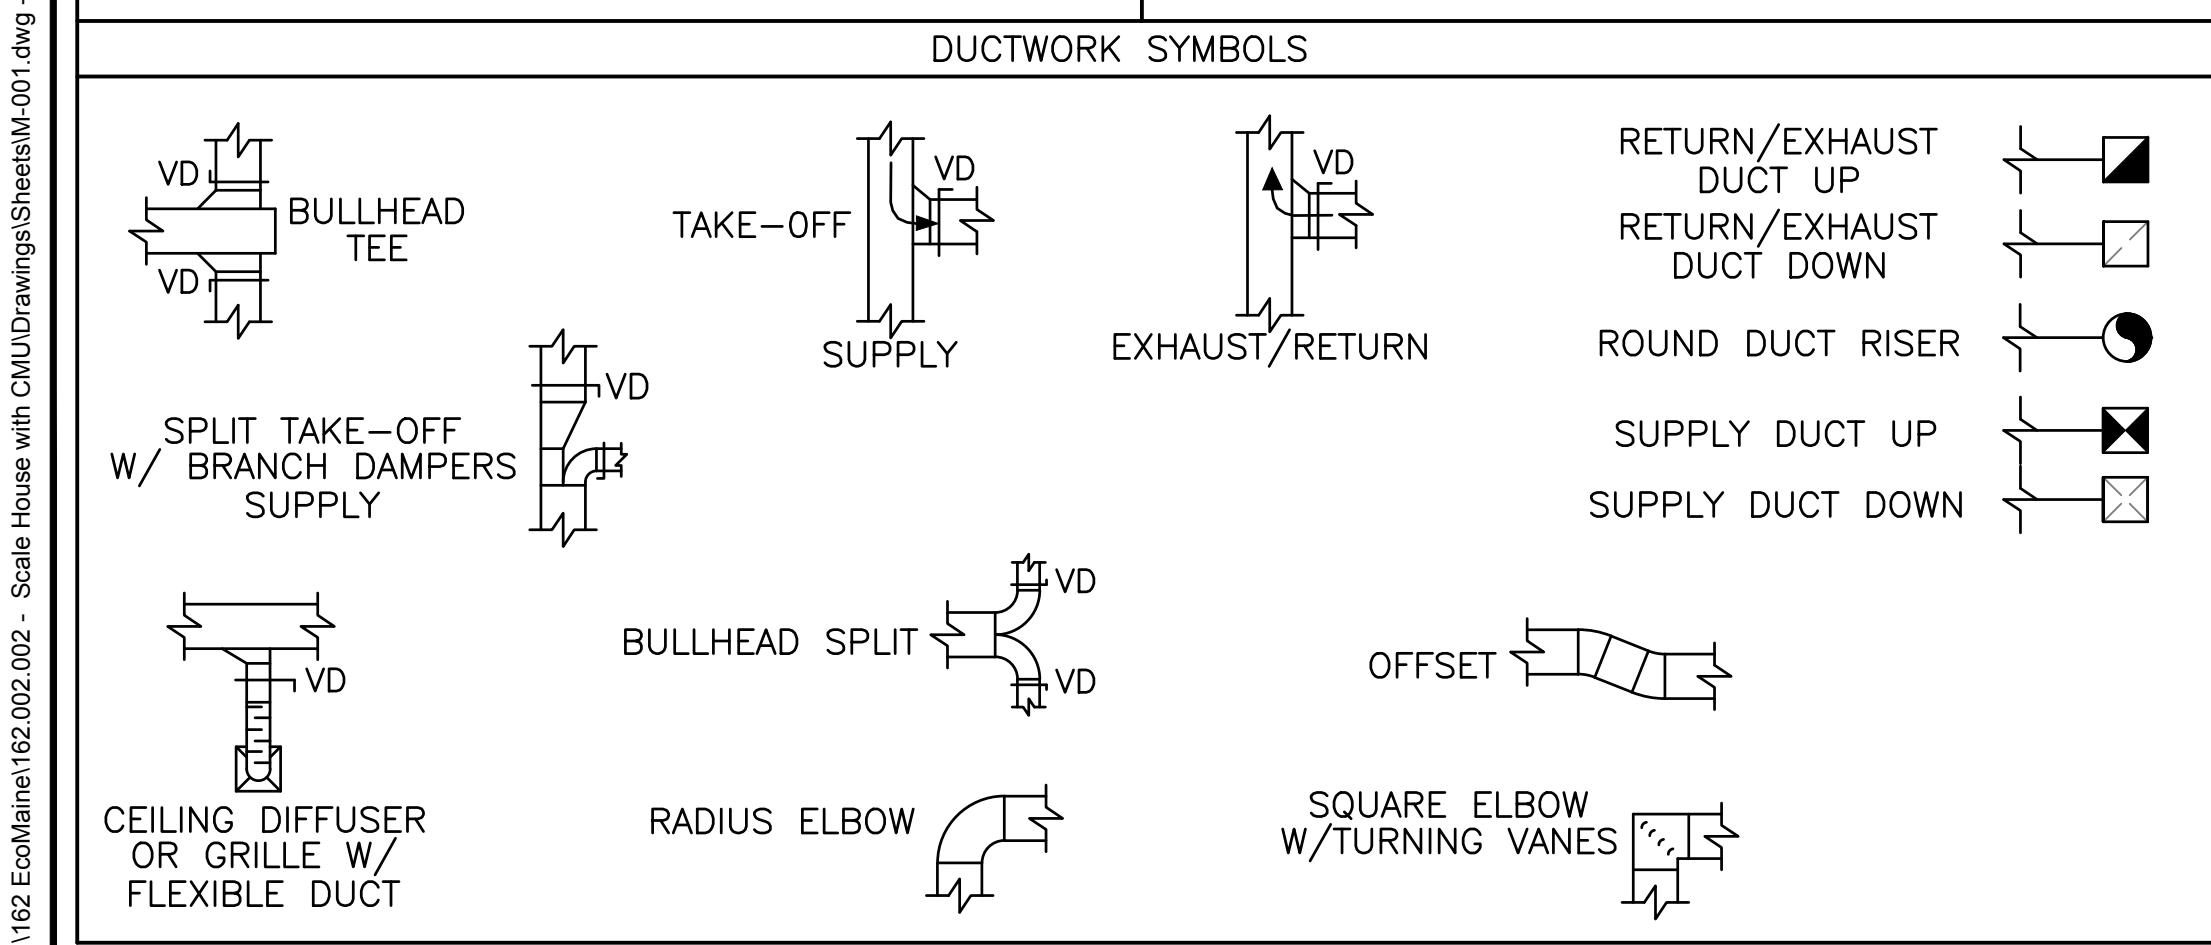 \162 EcoMaine\162.002.002 - Scale House with CMU\Drawings\Sheets\M-001.dwg -
DUCTWORK SYMBOLS
VD
BULLHEAD
TEE
VD
TAKE-OFF
VD
SUPPLY
VD
EXHAUST/RETURN
RETURN/EXHAUST
DUCT UP
RETURN/EXHAUST
DUCT DOWN
ROUND DUCT RISER
SUPPLY DUCT UP
SUPPLY DUCT DOWN
VD
SPLIT TAKE-OFF
W/ BRANCH DAMPERS
SUPPLY
VD
CEILING DIFFUSER
OR GRILLE W/
FLEXIBLE DUCT
VD
BULLHEAD SPLIT
VD
OFFSET
RADIUS ELBOW
SQUARE ELBOW
W/TURNING VANES